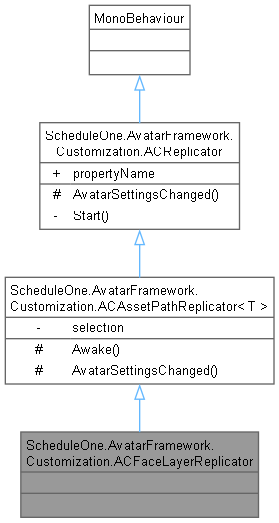 MonoBehaviour
ScheduleOne.AvatarFramework.
Customization.ACReplicator
+ propertyName
# AvatarSettingsChanged()
- Start()
ScheduleOne.AvatarFramework.
Customization.ACAssetPathReplicator< T >
- selection
# Awake()
# AvatarSettingsChanged()
ScheduleOne.AvatarFramework.
Customization.ACFaceLayerReplicator